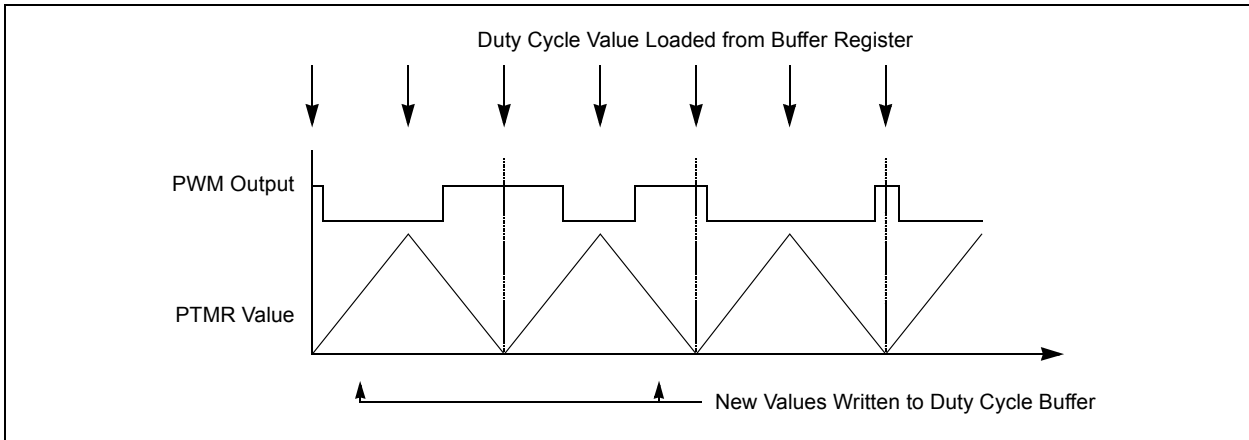 Duty Cycle Value Loaded from Buffer Register
PWM Output
PTMR Value
New Values Written to Duty Cycle Buffer